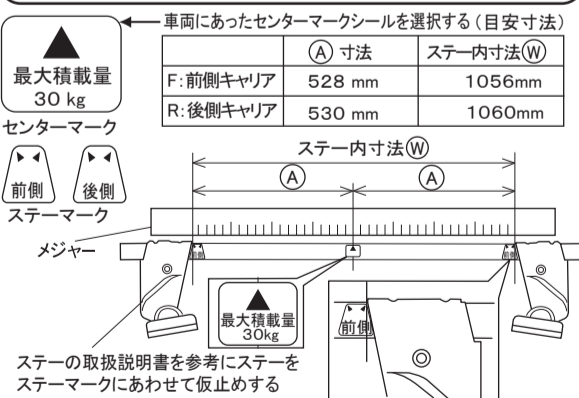 車両にあったセンターマークシールを選択する(目安寸法)
最大積載量
30 kg
センターマーク
Ⓐ 寸法 ステー内寸法Ⓦ
F:前側キャリア 528 mm 1056mm
R:後側キャリア 530 mm 1060mm
前側 後側
ステーマーク
ステー内寸法Ⓦ
Ⓐ Ⓐ
メジャー
前側
前側
最大積載量
30kg
前側
ステーの取扱説明書を参考にステーを
ステーマークにあわせて仮止めする